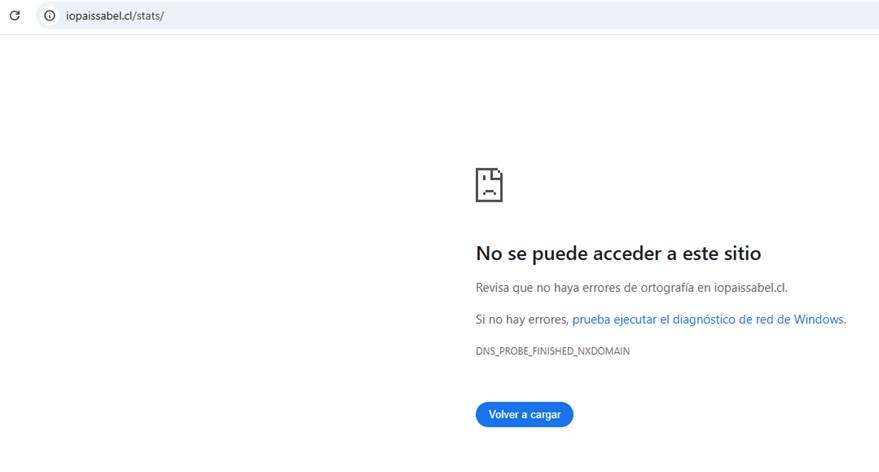 iopaissabel.cl/stats/
No se puede acceder a este sitio
Revisa que no haya errores de ortografía en iopaissabel.cl.
Si no hay errores, prueba ejecutar el diagnóstico de red de Windows.
DNS_PROBE_FINISHED_NXDOMAIN
Volver a cargar